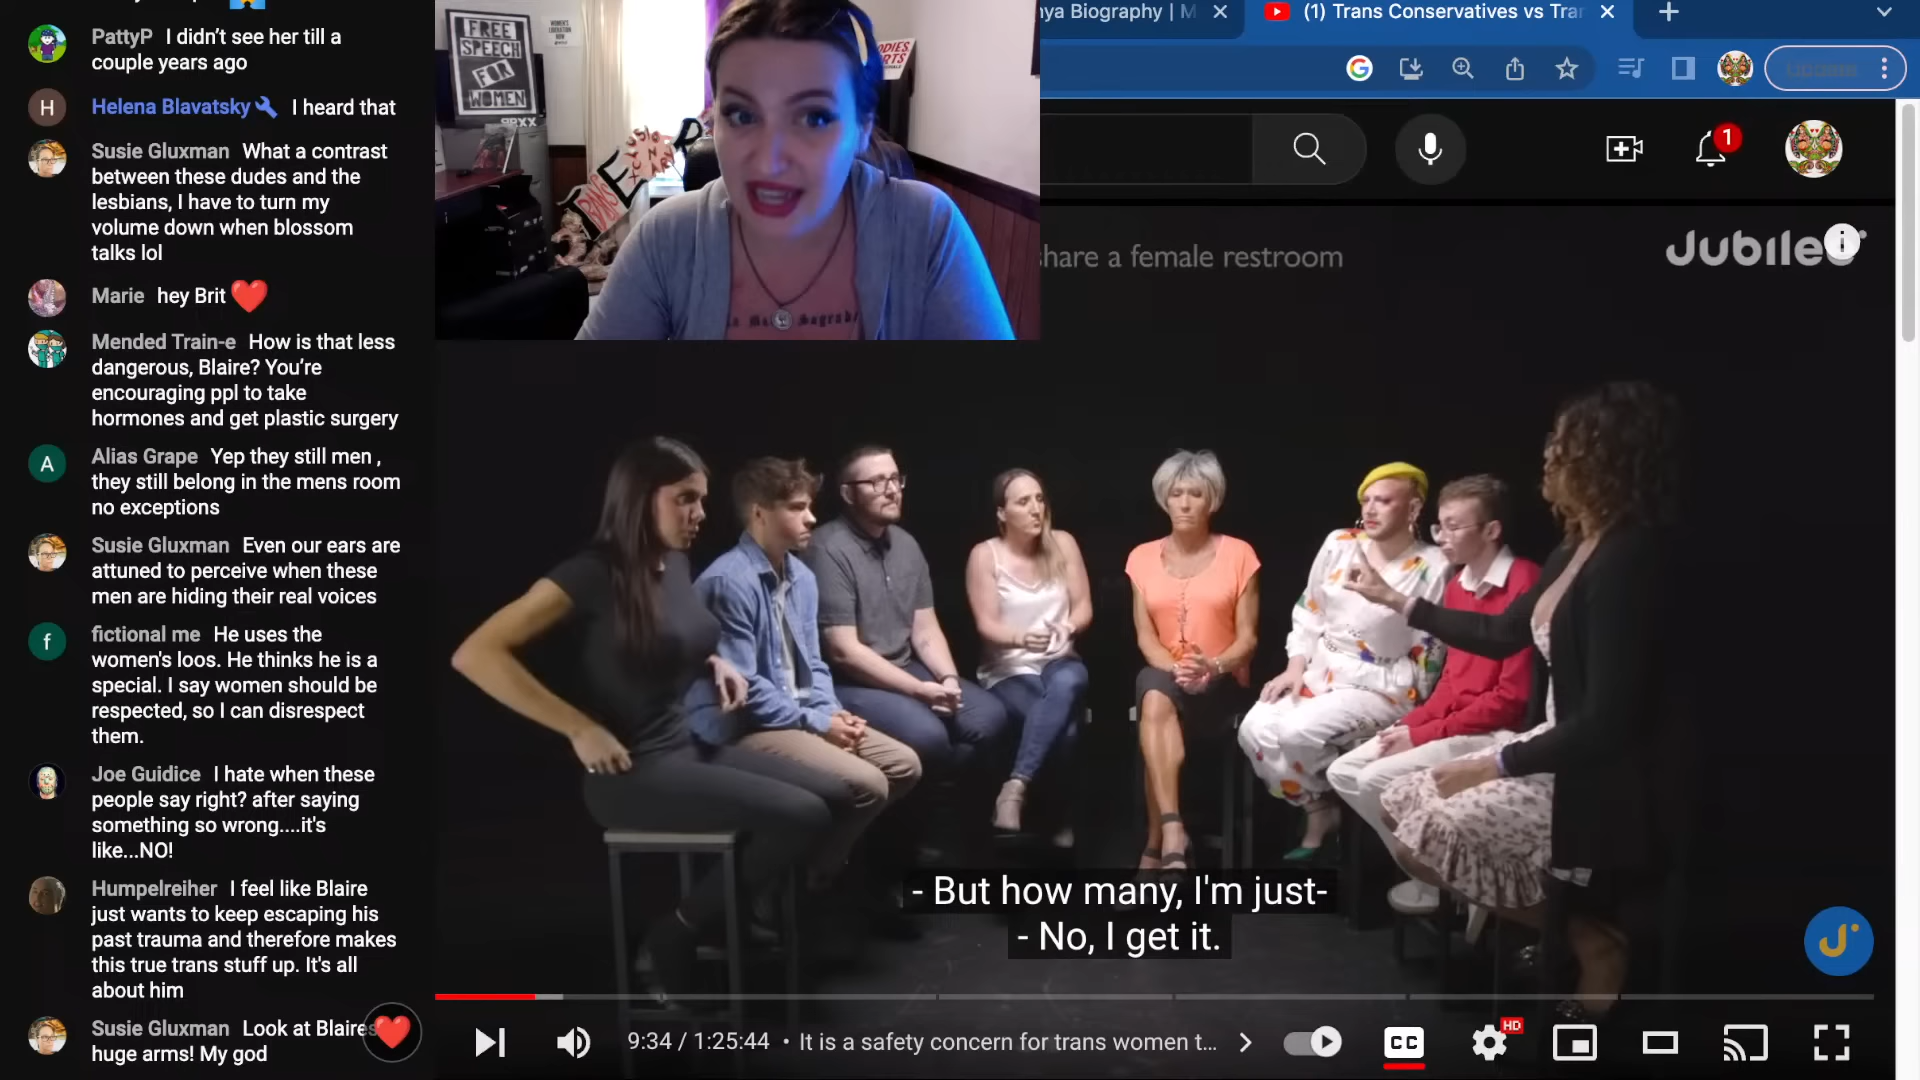 PattyP I didn't see her till a
couple years ago
Helena Blavatsky I heard that
Susie Gluxman What a contrast
between these dudes and the
lesbians, I have to turn my
volume down when blossom
talks lol
Marie hey Brit
Mended Train-e How is that less
dangerous, Blaire? You're
encouraging ppl to take
hormones and get plastic surgery
Alias Grape Yep they still men ,
they still belong in the mens room
no exceptions
Susie Gluxman Even our ears are
attuned to perceive when these
men are hiding their real voices
fictional me He uses the
women's loos. He thinks he is a
special. I say women should be
respected, so I can disrespect
them.
Joe Guidice I hate when these
people say right? after saying
something so wrong....it's
like...NO!
Humpelreiher I feel like Blaire
just wants to keep escaping his
past trauma and therefore makes
this true trans stuff up. It's all
about him
Susie Gluxman Look at Blaires
huge arms! My god
H
A
f
FREE
SPEECH
FOR
WOMEN
nya Biography | M
(1) Trans Conservatives vs Tra
1
share a female restroom
Jubilee
- But how many, I'm just-
- No, I get it.
9:34 / 1:25:44 • It is a safety concern for trans women t...
CC
HD